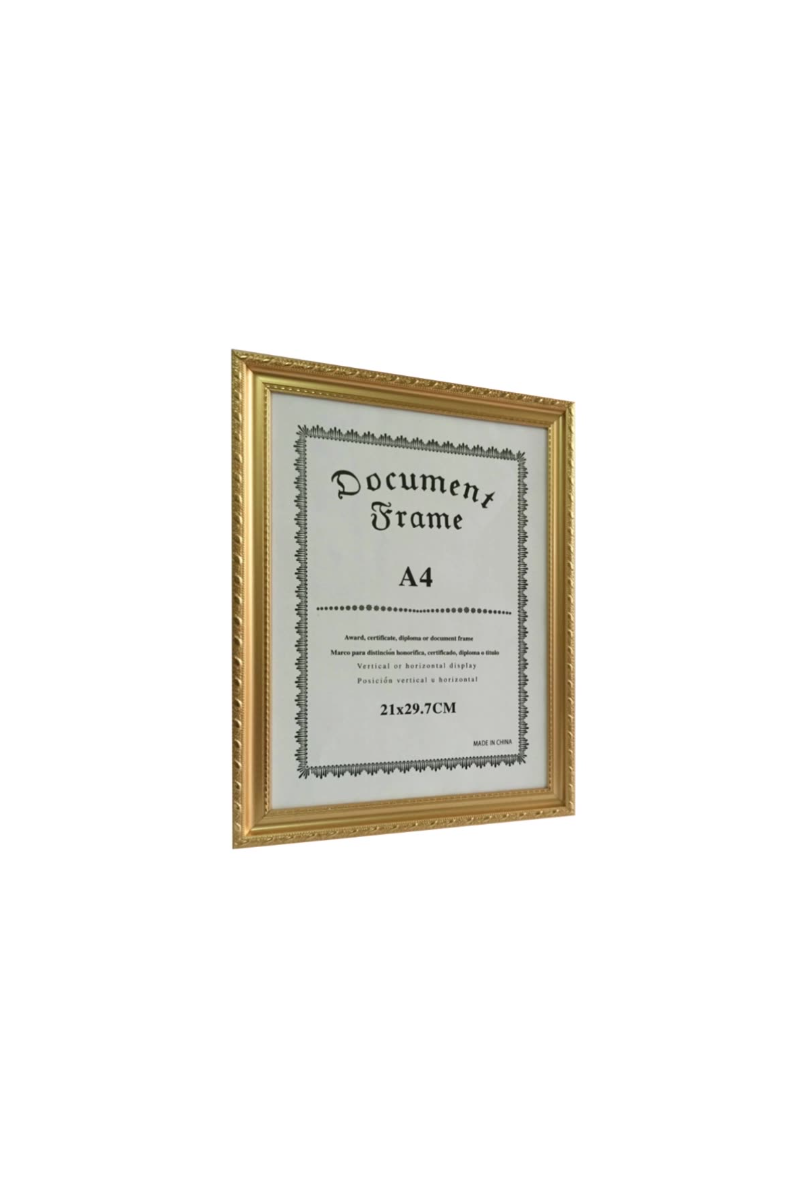 Document
Frame
A4
Award, certificate, diploma or document frame
Marco para distinción honorífica, certificado, diploma o título
Vertical or horizontal display
Posición vertical u horizontal
21x29.7CM
MADE IN CHINA